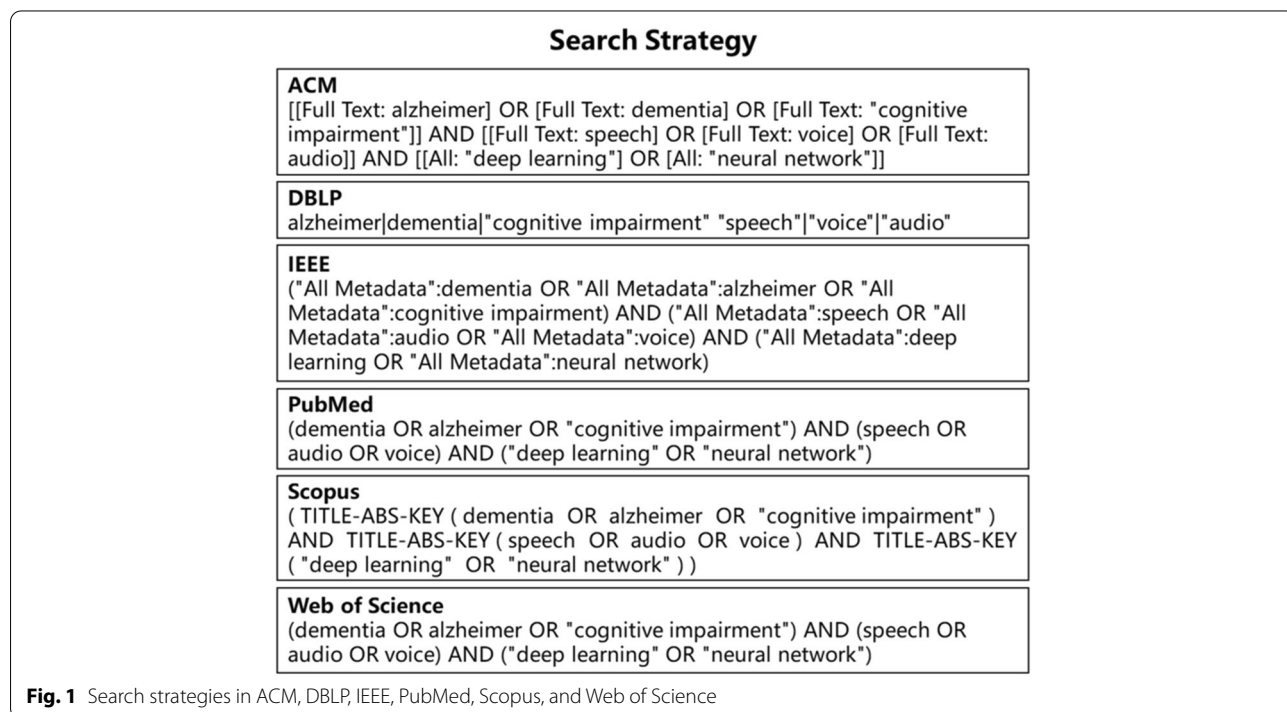 Search Strategy
ACM
[[Full Text: alzheimer] OR [Full Text: dementia] OR [Full Text: "cognitive
impairment"]] AND [[Full Text: speech] OR [Full Text: voice] OR [Full Text:
audio]] AND [[All: "deep learning"] OR [All: "neural network"]]
DBLP
alzheimer|dementia|"cognitive impairment" "speech"|"voice"|"audio"
IEEE
("All Metadata":dementia OR "All Metadata":alzheimer OR "All
Metadata":cognitive impairment) AND ("All Metadata":speech OR "All
Metadata":audio OR "All Metadata":voice) AND ("All Metadata":deep
learning OR "All Metadata":neural network)
PubMed
(dementia OR alzheimer OR "cognitive impairment") AND (speech OR
audio OR voice) AND ("deep learning" OR "neural network")
Scopus
( TITLE-ABS-KEY ( dementia OR alzheimer OR "cognitive impairment" )
AND TITLE-ABS-KEY ( speech OR audio OR voice ) AND TITLE-ABS-KEY
( "deep learning" OR "neural network" ) )
Web of Science
(dementia OR alzheimer OR "cognitive impairment") AND (speech OR
audio OR voice) AND ("deep learning" OR "neural network")
Fig. 1 Search strategies in ACM, DBLP, IEEE, PubMed, Scopus, and Web of Science